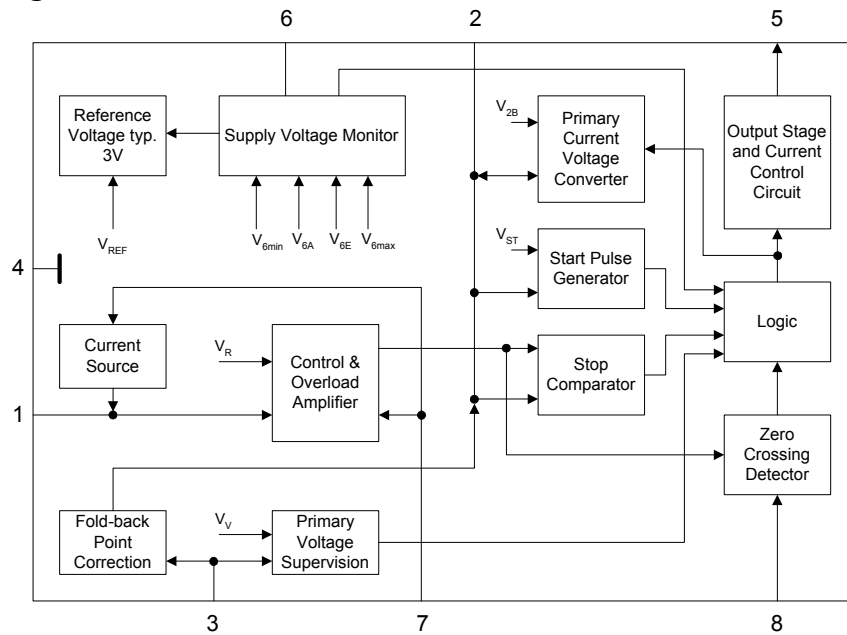 6
2
5
Reference
Voltage typ.
3V
Supply Voltage Monitor
V2B
Primary
Current
Voltage
Converter
Output Stage
and Current
Control
Circuit
VREF
V6min
V6A
V6E
V6max
VST
Start Pulse
Generator
4
Logic
Current
Source
VR
Control &
Overload
Amplifier
Stop
Comparator
1
Zero
Crossing
Detector
Fold-back
Point
Correction
VV
Primary
Voltage
Supervision
3
7
8